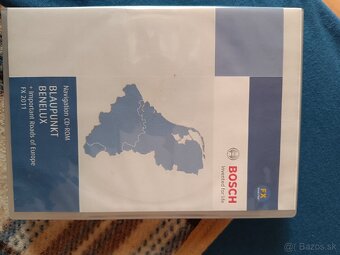 Navigation CD-ROM
BLAUPUNKT
BENELUX
+ Important Roads of Europe
FX 2011
BOSCH
Invented for life
FX
Bazos.sk